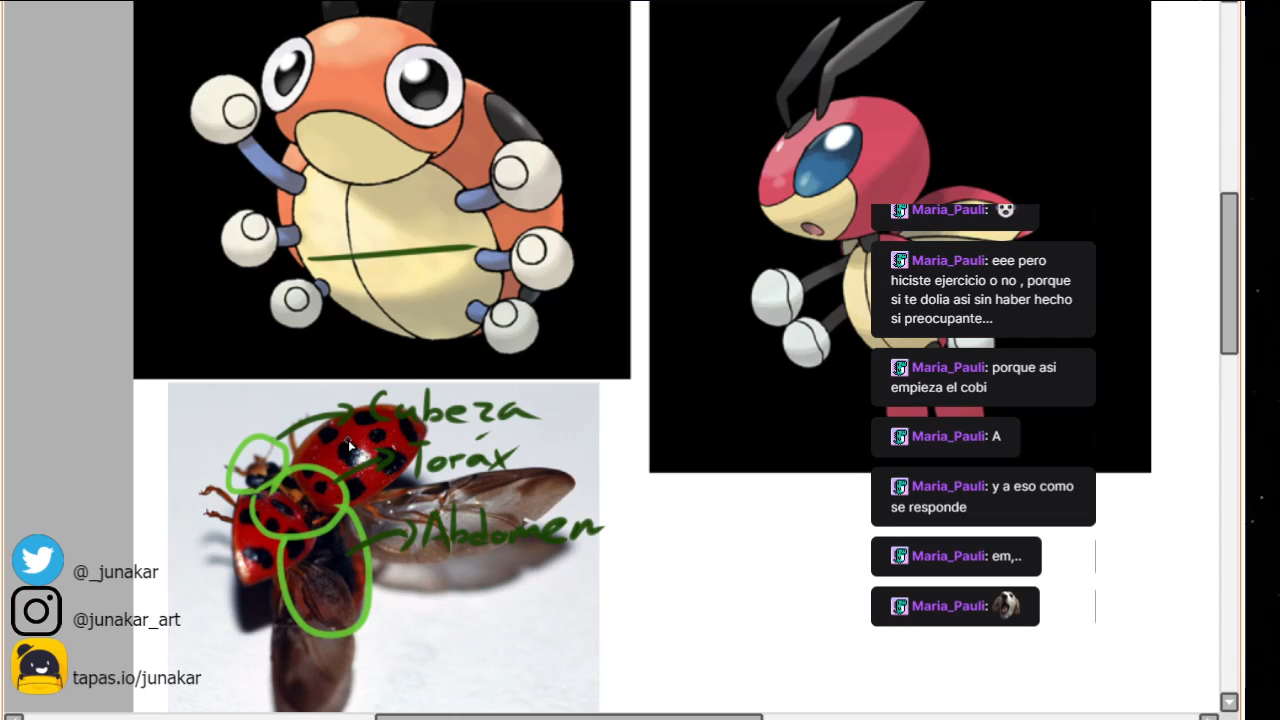 Maria_Pauli:
Maria_Pauli: eee pero
hiciste ejercicio o no , porque
si te dolia asi sin haber hecho
si preocupante...
Maria_Pauli: porque asi
empieza el cobi
Maria_Pauli: A
Maria_Pauli: y a eso como
se responde
Maria_Pauli: em,..
Maria_Pauli:
Cabeza
Toráx
Abdomen
@_junakar
@junakar_art
tapas.io/junakar